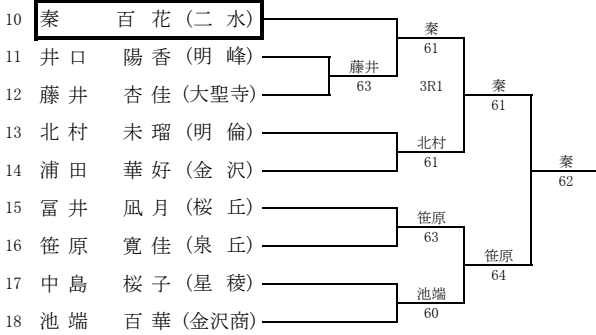 10 秦 百 花 (二 水)
秦
61
11 井 口 陽 香 (明 峰)
藤井
63
12 藤 井 杏 佳 (大聖寺)
3R1
秦
61
13 北 村 未 瑠 (明 倫)
北村
61
14 浦 田 華 好 (金 沢)
秦
62
15 冨 井 凪 月 (桜 丘)
笹原
63
16 笹 原 寛 佳 (泉 丘)
笹原
64
17 中 島 桜 子 (星 稜)
池端
60
18 池 端 百 華 (金沢商)